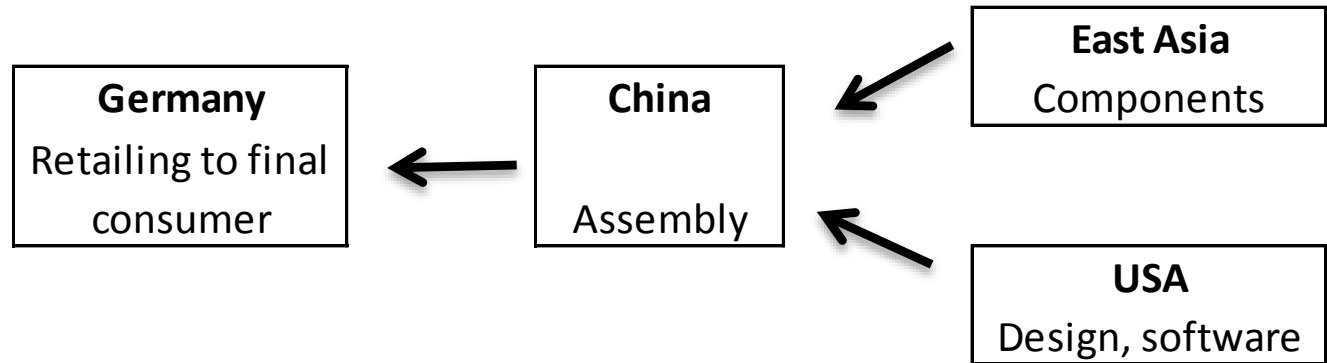 Germany
Retailing to final
consumer
China
Assembly
East Asia
Components
USA
Design, software